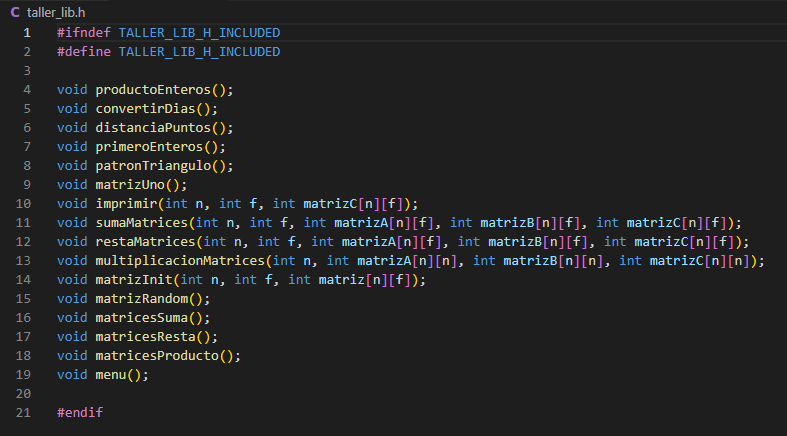 C taller_lib.h
1 #ifndef TALLER_LIB_H_INCLUDED
2 #define TALLER_LIB_H_INCLUDED
3
4 void productoEnteros();
5 void convertirDias();
6 void distanciaPuntos();
7 void primeroEnteros();
8 void patronTriangulo();
9 void matrizUno();
10 void imprimir(int n, int f, int matrizC[n][f]);
11 void sumaMatrices(int n, int f, int matrizA[n][f], int matrizB[n][f], int matrizC[n][f]);
12 void restaMatrices(int n, int f, int matrizA[n][f], int matrizB[n][f], int matrizC[n][f]);
13 void multiplicacionMatrices(int n, int matrizA[n][n], int matrizB[n][n], int matrizC[n][n]);
14 void matrizInit(int n, int f, int matriz[n][f]);
15 void matrizRandom();
16 void matricesSuma();
17 void matricesResta();
18 void matricesProducto();
19 void menu();
20
21 #endif